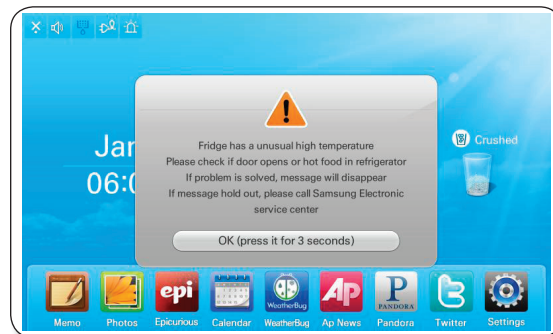 Jan
06:0
Fridge has a unusual high temperature
Please check if door opens or hot food in refrigerator
If problem is solved, message will disappear
If message hold out, please call Samsung Electronic
service center
OK (press it for 3 seconds)
Crushed
epi
WeatherBug
AP
P
PANDORA
Memo
Photos
Epicurious
Calendar
WeatherBug
Ap News
Pandora
Twitter
Settings